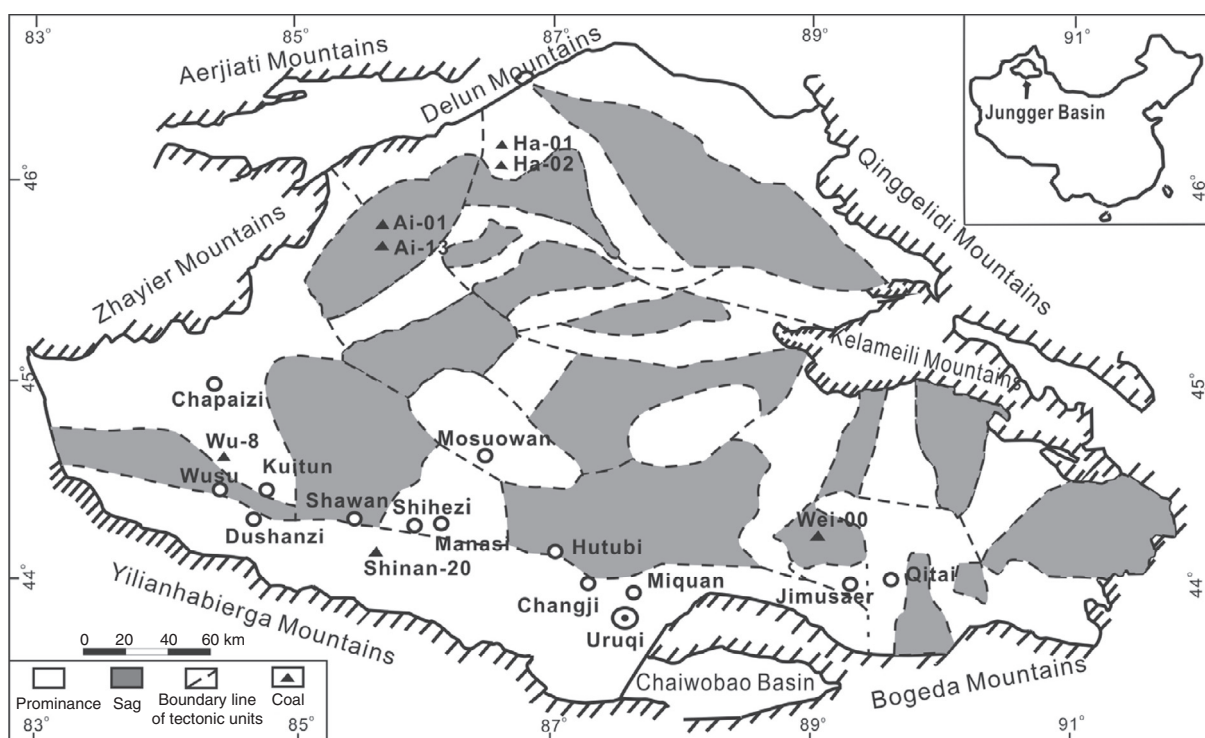 83°
85°
87°
89°
91°
Aerjiati Mountains
Delun Mountains
Jungger Basin
Ha-01
Ha-02
46°
46°
Qinggelidi Mountains
Ai-01
Ai-13
Zhayier Mountains
Kelameili Mountains
45°
45°
Chapaizi
Mosuowan
Wu-8
Wusu
Kuitun
Shawan
Shihezi
Wei-00
Dushanzi
Manasi
Hutubi
Shinan-20
44°
44°
Miquan
Jimusaer
Qitai
Changji
Uruqi
Yilianhabierga Mountains
0 20 40 60 km
Chaiwobao Basin
Bogeda Mountains
Prominance
Sag
Boundary line
of tectonic units
Coal
83°
85°
87°
89°
91°